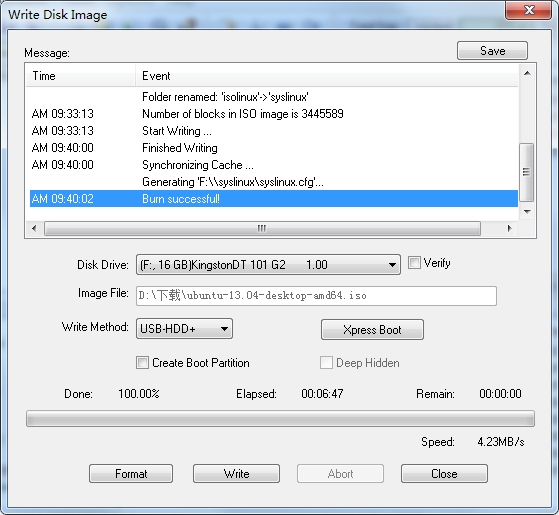 Write Disk Image
Message:
Save
Time Event
Folder renamed: 'isolinux'->'syslinux'
AM 09:33:13 Number of blocks in ISO image is 3445589
AM 09:33:13 Start Writing ...
AM 09:40:00 Finished Writing
AM 09:40:00 Synchronizing Cache ...
Generating 'F:\\syslinux\syslinux.cfg'...
AM 09:40:02 Burn successful!
Disk Drive: (F:, 16 GB)KingstonDT 101 G2 1.00 Verify
Image File: D:\下载\ubuntu-13.04-desktop-amd64.iso
Write Method: USB-HDD+ Xpress Boot
Create Boot Partition Deep Hidden
Done: 100.00% Elapsed: 00:06:47 Remain: 00:00:00
Speed: 4.23MB/s
Format Write Abort Close